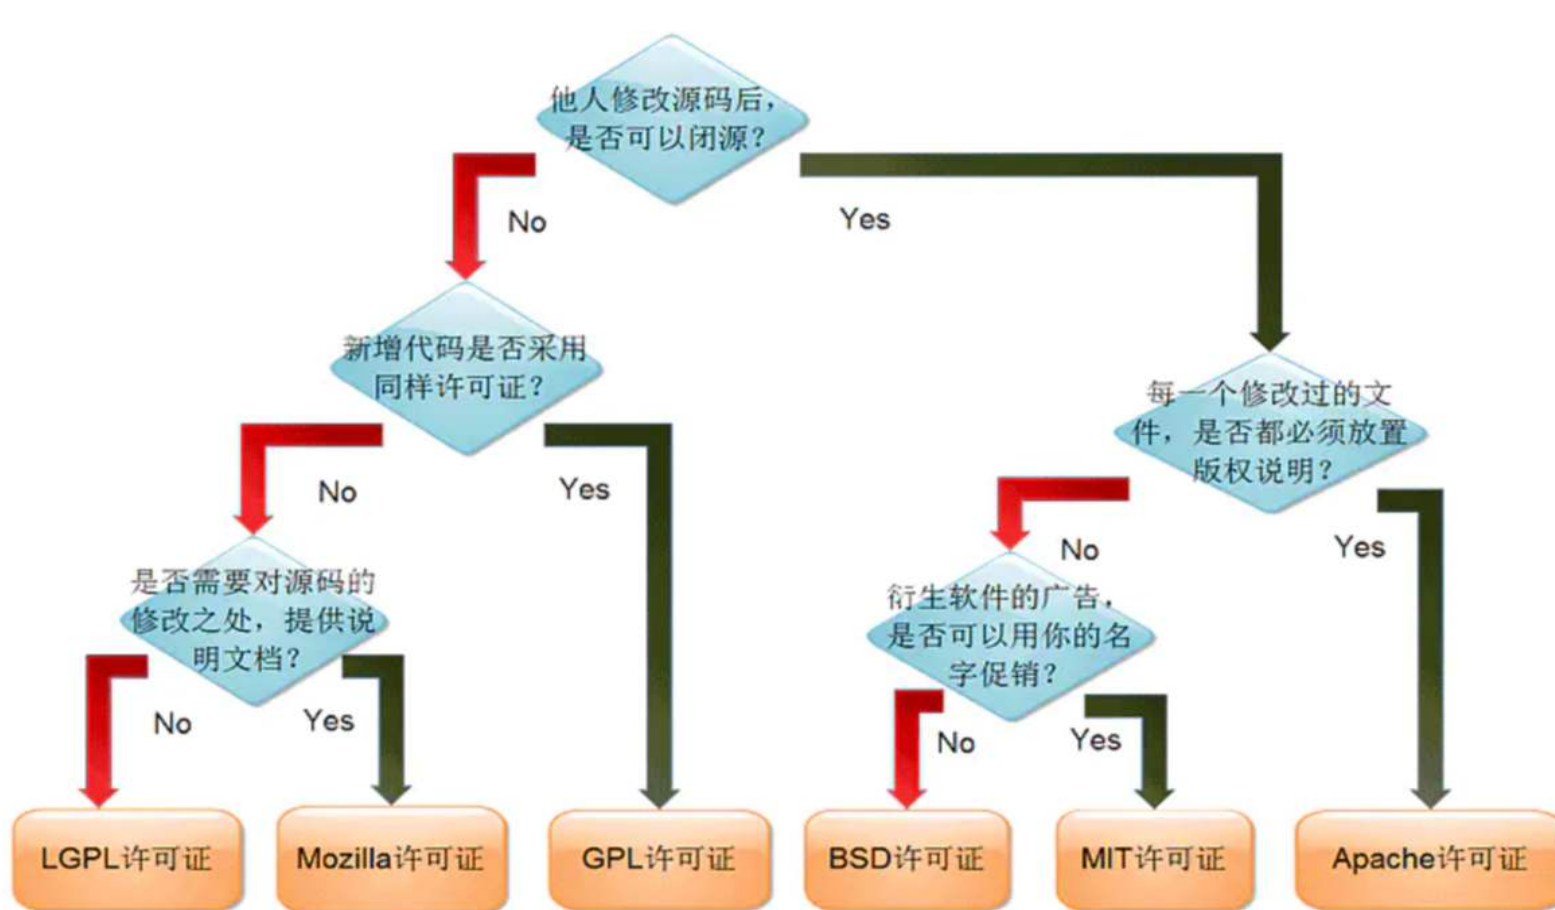 他人修改源码后，
是否可以闭源？
No
Yes
新增代码是否采用
同样许可证？
每一个修改过的文
件，是否都必须放置
版权说明？
No
Yes
No
Yes
是否需要对源码的
修改之处，提供说
明文档？
衍生软件的广告，
是否可以用你的名
字促销？
No
Yes
No
Yes
LGPL许可证
Mozilla许可证
GPL许可证
BSD许可证
MIT许可证
Apache许可证